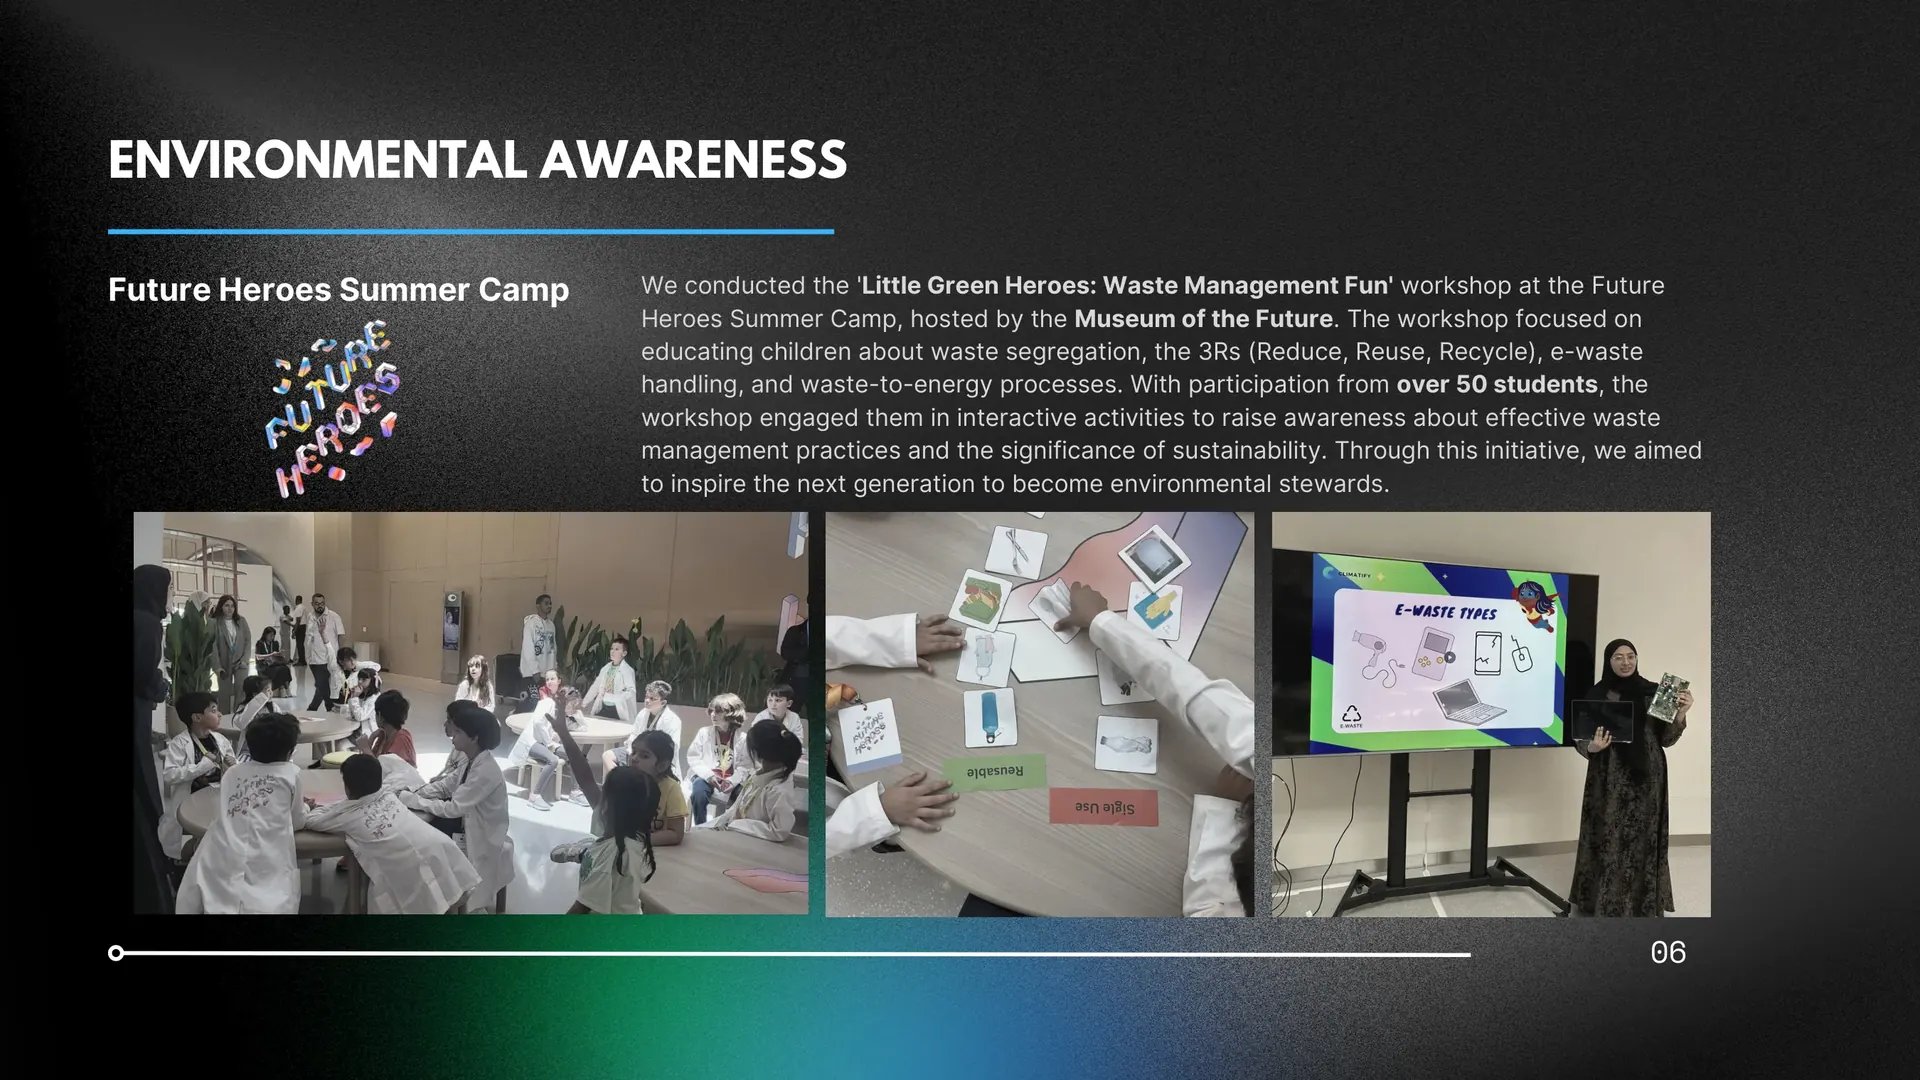 ENVIRONMENTAL AWARENESS
Future Heroes Summer Camp
FUTURE
HEROES
We conducted the 'Little Green Heroes: Waste Management Fun' workshop at the Future
Heroes Summer Camp, hosted by the Museum of the Future. The workshop focused on
educating children about waste segregation, the 3Rs (Reduce, Reuse, Recycle), e-waste
handling, and waste-to-energy processes. With participation from over 50 students, the
workshop engaged them in interactive activities to raise awareness about effective waste
management practices and the significance of sustainability. Through this initiative, we aimed
to inspire the next generation to become environmental stewards.
FUTURE
HEROES
Reusable
Sigle Use
CLIMATIFY
E-WASTE TYPES
E-WASTE
06